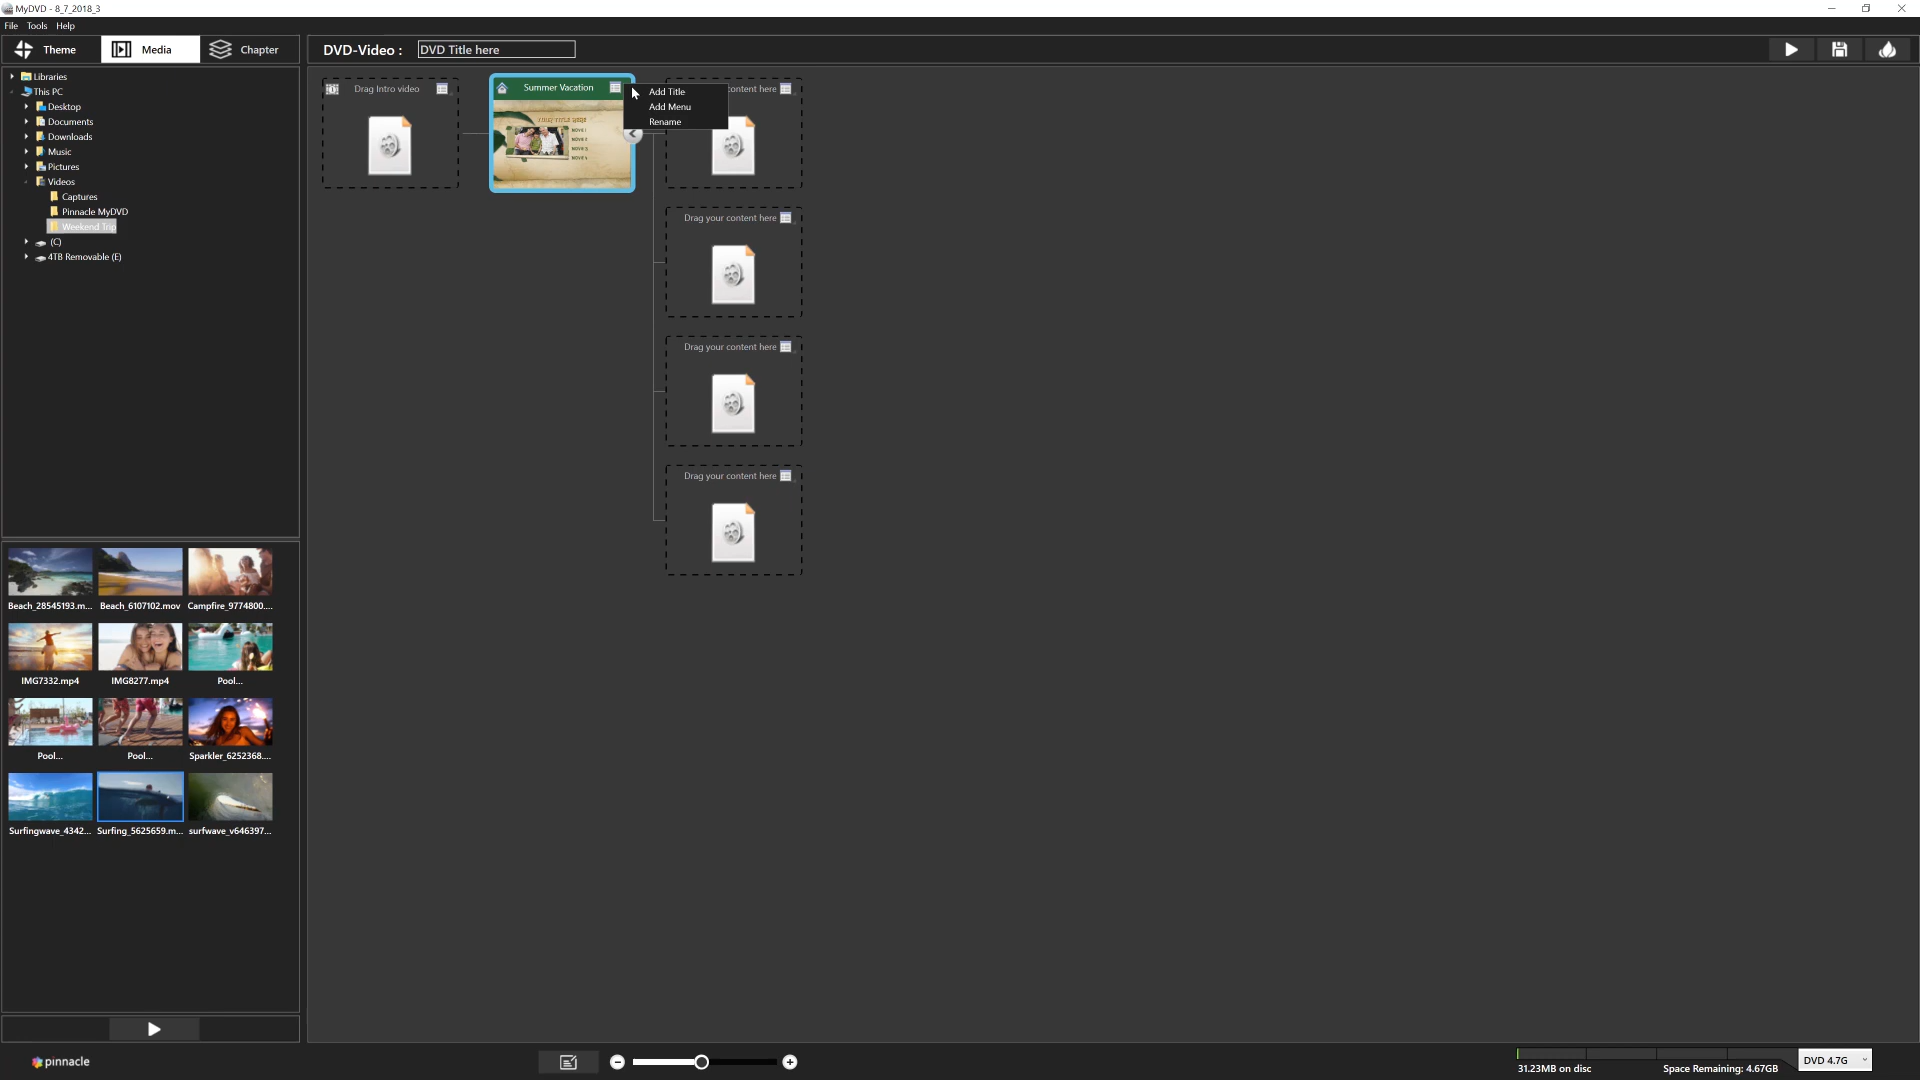 MyDVD - 8_7_2018_3
File Tools Help
Theme Media Chapter
DVD-Video : DVD Title here
Libraries
This PC
Desktop
Documents
Downloads
Music
Pictures
Videos
Captures
Pinnacle MyDVD
Weekend Trip
(C)
4TB Removable (E)
Drag Intro video
Summer Vacation
MOVIE 1
Add Title
Add Menu
Rename
content here
Drag your content here
Drag your content here
Drag your content here
Beach_28545193.m... Beach_6107102.mov Campfire_9774800....
IMG7332.mp4 IMG8277.mp4 Pool...
Pool... Pool... Sparkler_6252368....
Surfingwave_4342... Surfing_5625659.m... surfwave_v646397...
pinnacle
31.23MB on disc Space Remaining: 4.67GB DVD 4.7G